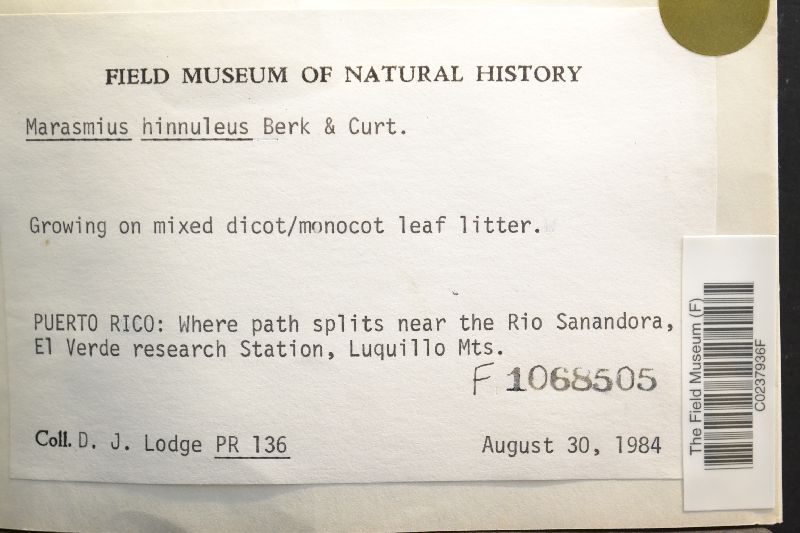 FIELD MUSEUM OF NATURAL HISTORY
Marasmius hinnuleus Berk & Curt.
Growing on mixed dicot/monocot leaf litter.
PUERTO RICO: Where path splits near the Rio Sanandora,
El Verde research Station, Luquillo Mts.
F 1068505
Coll. D. J. Lodge PR 136
August 30, 1984
The Field Museum (F)
C0237936F